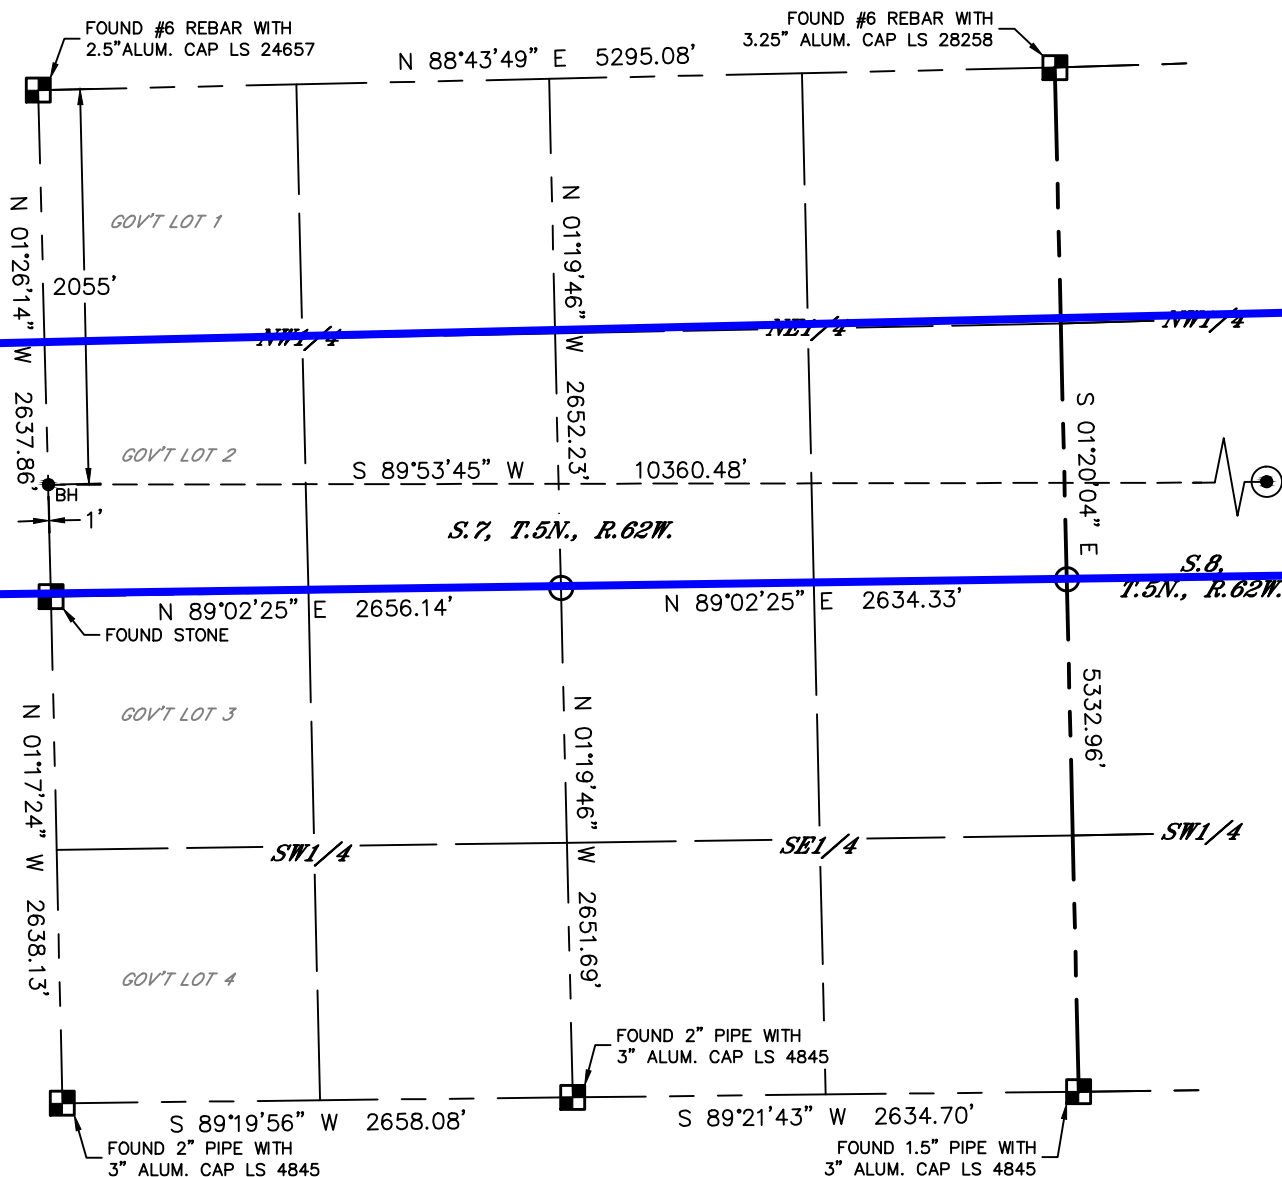 FOUND #6 REBAR WITH
2.5"ALUM. CAP LS 24657
FOUND #6 REBAR WITH
3.25" ALUM. CAP LS 28258
N 88°43'49" E 5295.08'
N 01°26'14" W 2637.86'
GOV'T LOT 1
2055'
N 01°19'46" W 2652.23'
NW1/4
NE1/4
NW1/4
S 01°20'04" E 5332.96'
GOV'T LOT 2
S 89°53'45" W 10360.48'
BH
1'
S.7, T.5N., R.62W.
S.8,
T.5N., R.62W.
N 89°02'25" E 2656.14'
N 89°02'25" E 2634.33'
FOUND STONE
N 01°17'24" W 2638.13'
GOV'T LOT 3
N 01°19'46" W 2651.69'
SW1/4
SE1/4
SW1/4
GOV'T LOT 4
FOUND 2" PIPE WITH
3" ALUM. CAP LS 4845
S 89°19'56" W 2658.08'
S 89°21'43" W 2634.70'
FOUND 2" PIPE WITH
3" ALUM. CAP LS 4845
FOUND 1.5" PIPE WITH
3" ALUM. CAP LS 4845